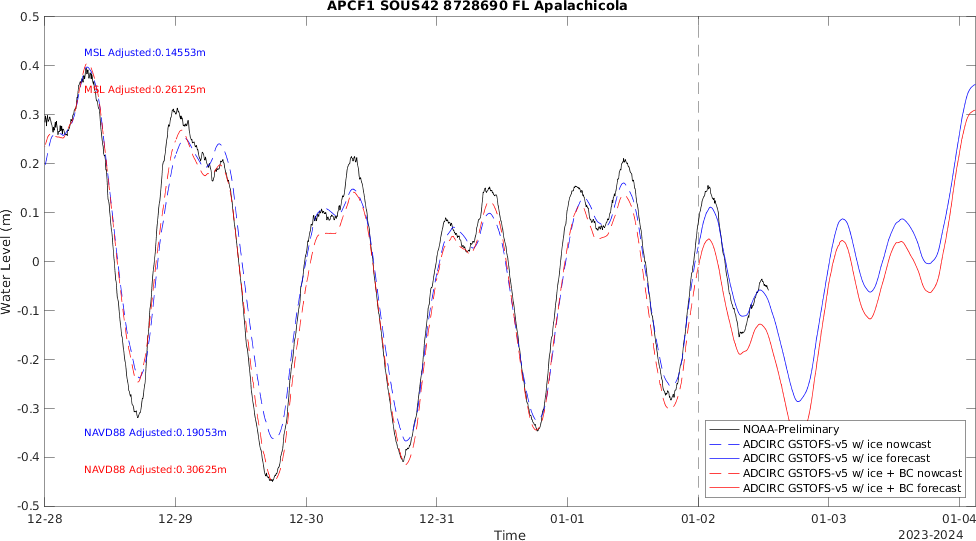 APCF1 SOUS42 8728690 FL Apalachicola
0.5
MSL Adjusted:0.14553m
0.4
MSL Adjusted:0.26125m
0.3
0.2
0.1
0
Water Level (m)
-0.1
-0.2
-0.3
NAVD88 Adjusted:0.19053m
NOAA-Preliminary
ADCIRC GSTOFS-v5 w/ ice nowcast
-0.4
ADCIRC GSTOFS-v5 w/ ice forecast
NAVD88 Adjusted:0.30625m
ADCIRC GSTOFS-v5 w/ ice + BC nowcast
ADCIRC GSTOFS-v5 w/ ice + BC forecast
-0.5
12-28 12-29 12-30 12-31 01-01 01-02 01-03 01-04
Time
2023-2024